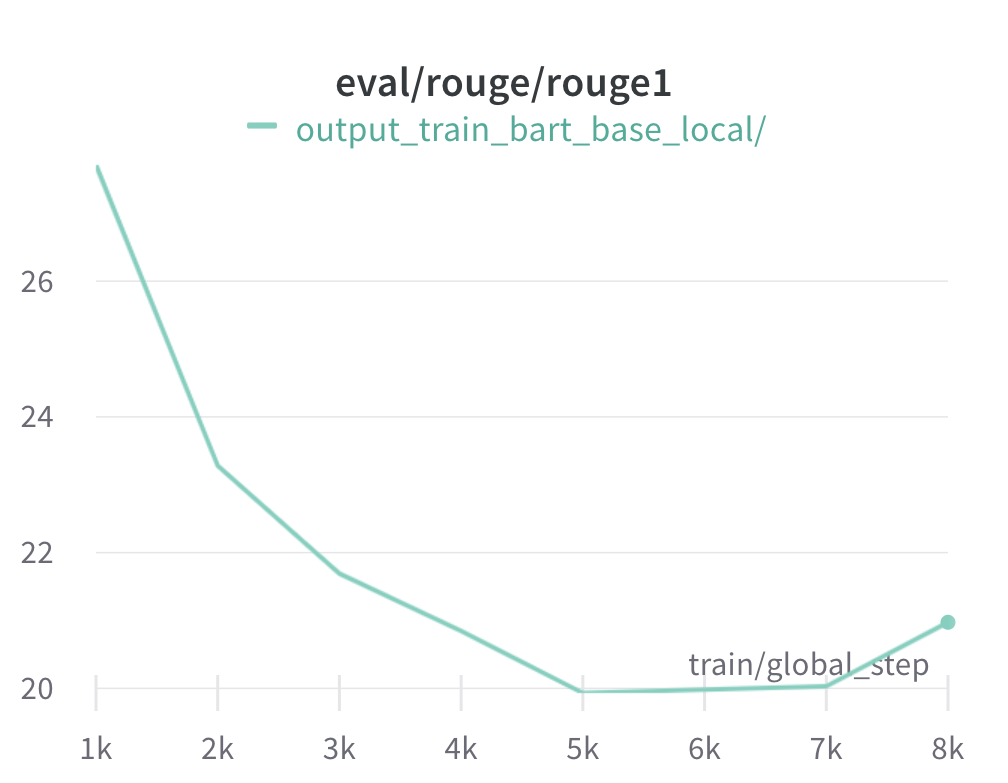 eval/rouge/rouge1
output_train_bart_base_local/
26
24
22
20
train/global_step
1k 2k 3k 4k 5k 6k 7k 8k